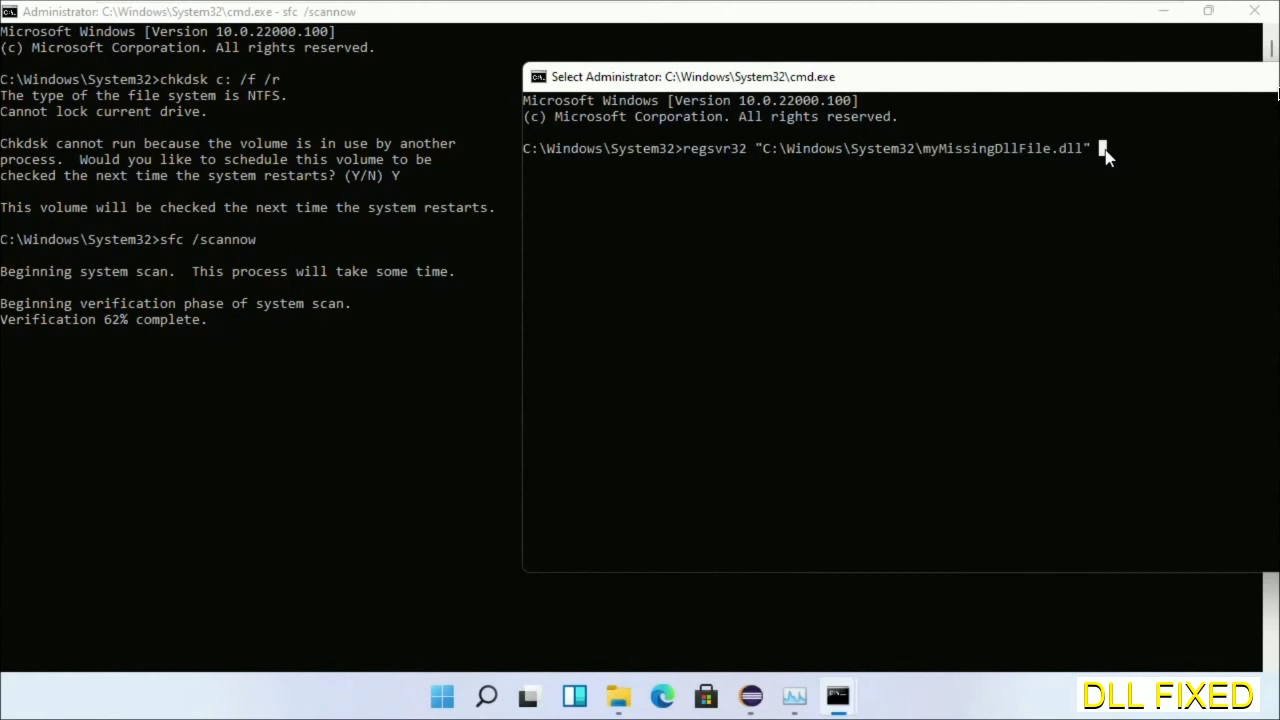 Administrator: C:\Windows\System32\cmd.exe - sfc /scannow
Microsoft Windows [Version 10.0.22000.100]
(c) Microsoft Corporation. All rights reserved.
C:\Windows\System32>chkdsk c: /f /r
The type of the file system is NTFS.
Cannot lock current drive.
Chkdsk cannot run because the volume is in use by another
process.  Would you like to schedule this volume to be
checked the next time the system restarts? (Y/N) Y
This volume will be checked the next time the system restarts.
C:\Windows\System32>sfc /scannow
Beginning system scan.  This process will take some time.
Beginning verification phase of system scan.
Verification 62% complete.
Select Administrator: C:\Windows\System32\cmd.exe
Microsoft Windows [Version 10.0.22000.100]
(c) Microsoft Corporation. All rights reserved.
C:\Windows\System32>regsvr32 "C:\Windows\System32\myMissingDllFile.dll"
DLL FIXED